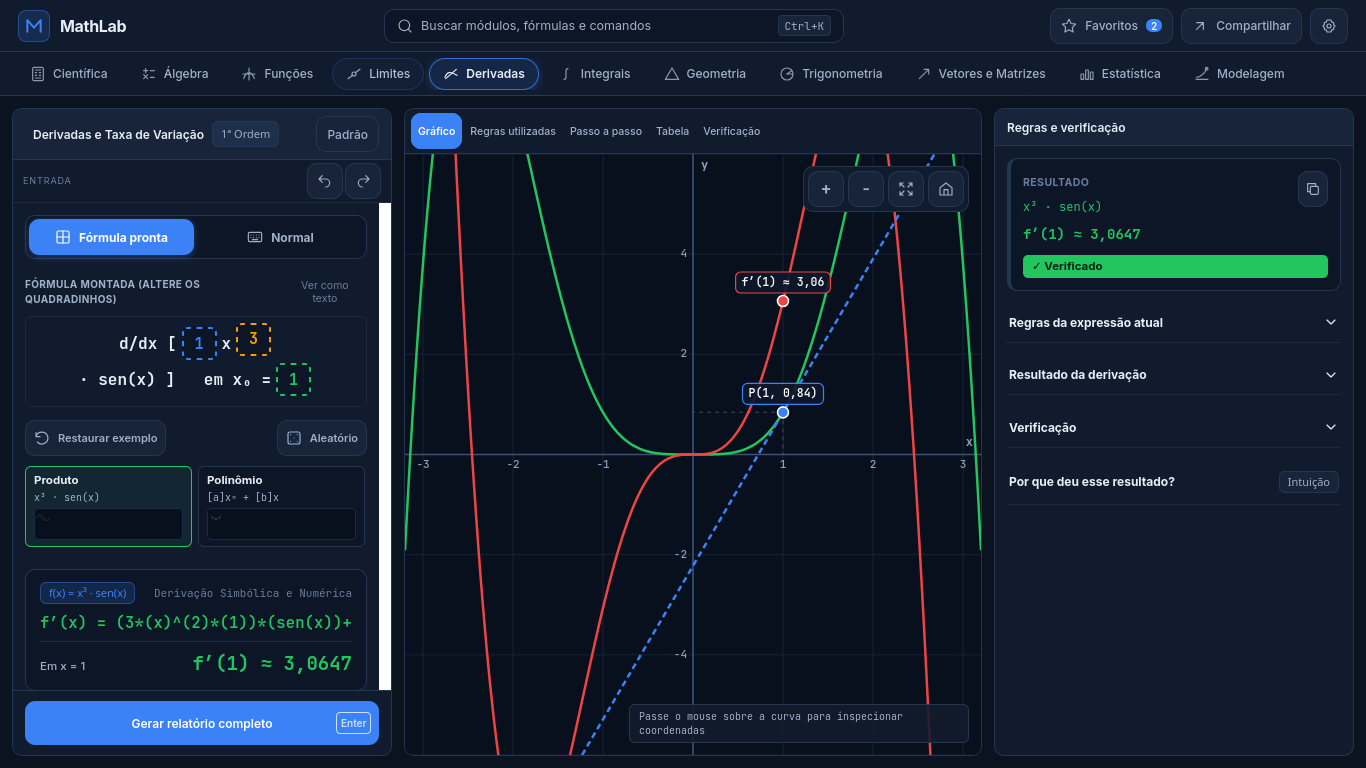 MathLab
Buscar módulos, fórmulas e comandos
Ctrl+K
Favoritos 2
Compartilhar
Científica
Álgebra
Funções
Limites
Derivadas
Integrais
Geometria
Trigonometria
Vetores e Matrizes
Estatística
Modelagem
Derivadas e Taxa de Variação
1ª Ordem
Padrão
ENTRADA
Fórmula pronta
Normal
FÓRMULA MONTADA (ALTERE OS
QUADRADINHOS)
Ver como
texto
d/dx [ 1 x 3
· sen(x) ] em x₀ = 1
Restaurar exemplo
Aleatório
Produto
x³ · sen(x)
Polinômio
[a]xⁿ + [b]x
f(x) = x³ · sen(x)
Derivação Simbólica e Numérica
f′(x) = (3*(x)^(2)*(1))*(sen(x))+
Em x = 1
f′(1) ≈ 3,0647
Gerar relatório completo
Enter
Gráfico
Regras utilizadas
Passo a passo
Tabela
Verificação
y
+
-
4
f′(1) ≈ 3,06
2
P(1, 0,84)
x
-3
-2
-1
1
2
3
-2
-4
Passe o mouse sobre a curva para inspecionar
coordenadas
Regras e verificação
RESULTADO
x³ · sen(x)
f′(1) ≈ 3,0647
✓ Verificado
Regras da expressão atual
Resultado da derivação
Verificação
Por que deu esse resultado?
Intuição